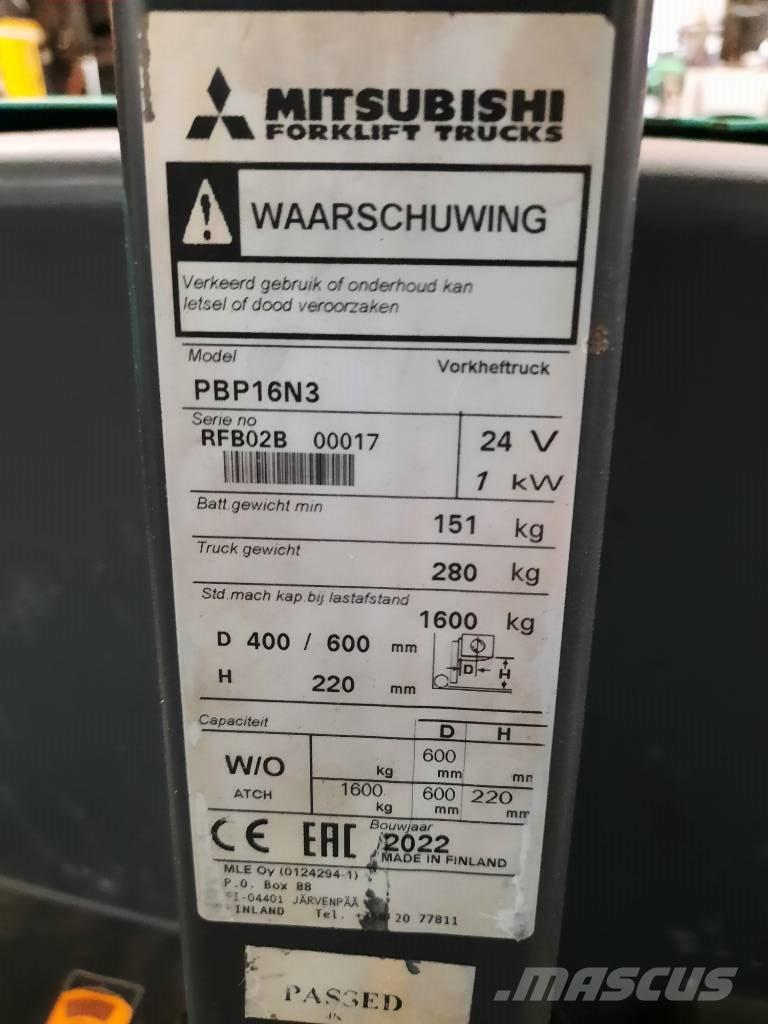 MITSUBISHI
FORKLIFT TRUCKS
WAARSCHUWING
Verkeerd gebruik of onderhoud kan
letsel of dood veroorzaken
Model Vorkheftruck
PBP16N3
Serie no
RFB02B 00017 24 V
1 kW
Batt.gewicht min
151 kg
Truck gewicht
280 kg
Std.mach kap.bij lastafstand
1600 kg
D 400 / 600 mm
D H
H 220 mm
Capaciteit D H
W/O kg 600 mm mm
ATCH 1600 kg 600 mm 220 mm
CE EAC Bouwjaar
2022
MADE IN FINLAND
MLE Oy (0124294-1)
P.O. Box 88
FI-04401 JÄRVENPÄÄ
FINLAND Tel. 20 77811
PASSED
MASCUS